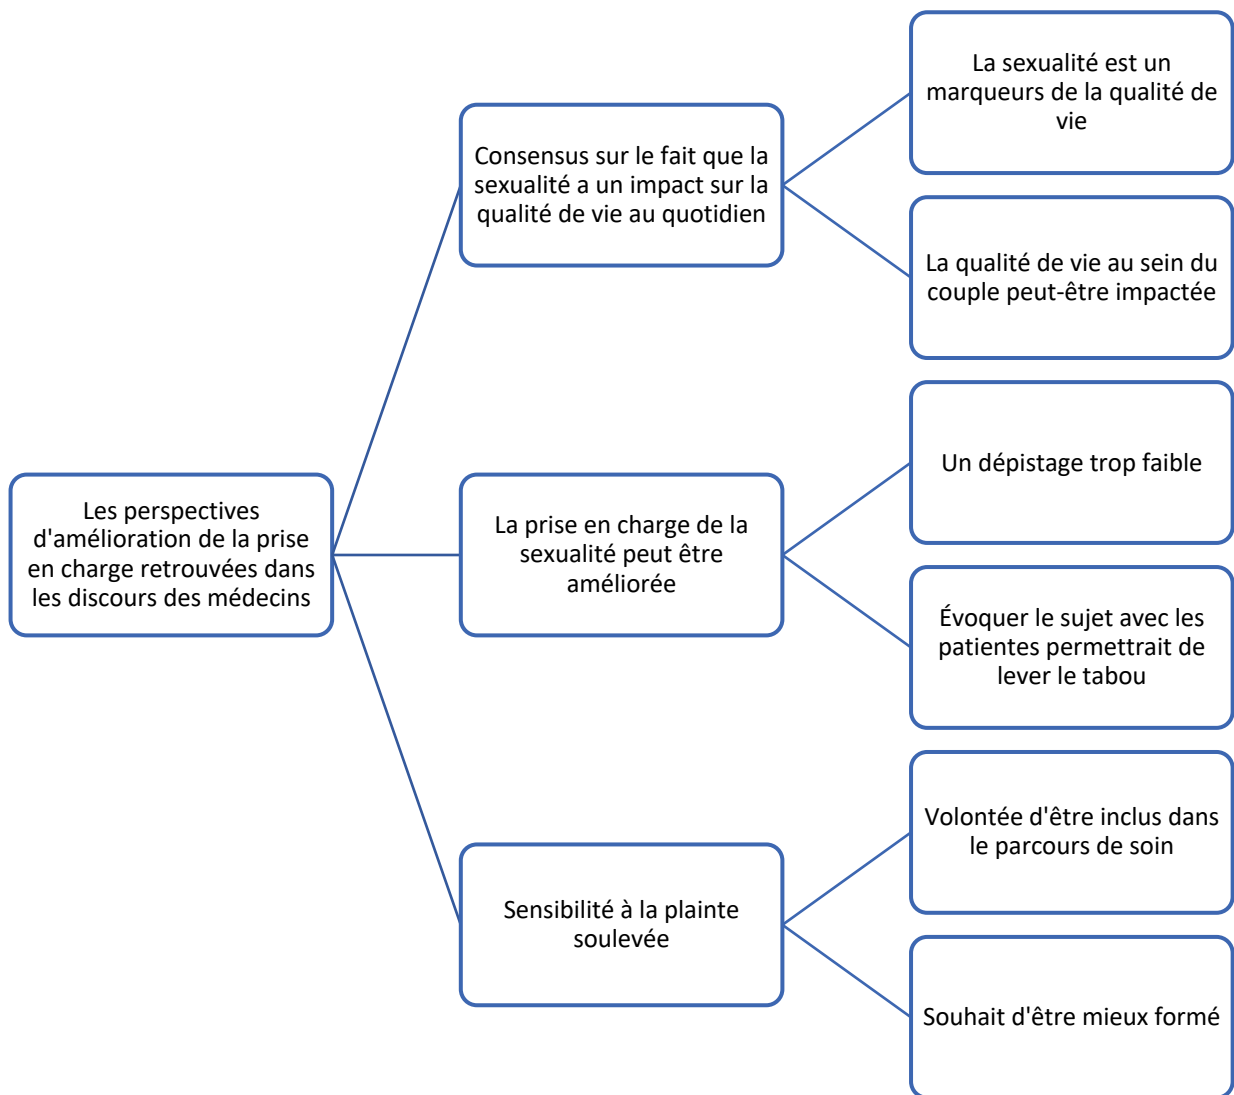 Les perspectives
d'amélioration de la prise
en charge retrouvées dans
les discours des médecins
Consensus sur le fait que la
sexualité a un impact sur la
qualité de vie au quotidien
La sexualité est un
marqueurs de la qualité de
vie
La qualité de vie au sein du
couple peut-être impactée
La prise en charge de la
sexualité peut être
améliorée
Un dépistage trop faible
Évoquer le sujet avec les
patientes permettrait de
lever le tabou
Sensibilité à la plainte
soulevée
Volontée d'être inclus dans
le parcours de soin
Souhait d'être mieux formé